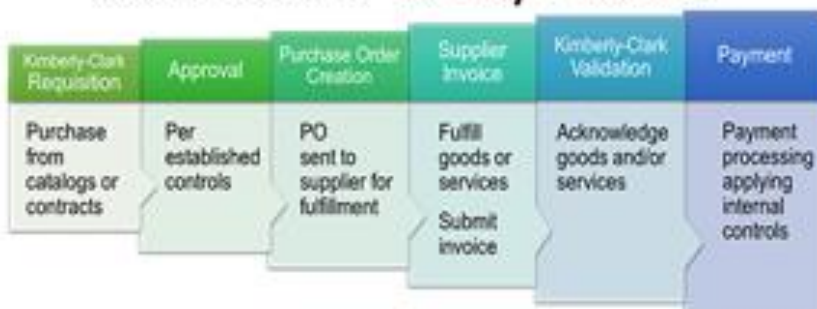 Kimberly-Clark
Requisition
Purchase
from
catalogs or
contracts
Approval
Per
established
controls
Purchase Order
Creation
PO
sent to
supplier for
fulfillment
Supplier
Invoice
Fulfill
goods or
services
Submit
invoice
Kimberly-Clark
Validation
Acknowledge
goods and/or
services
Payment
Payment
processing
applying
internal
controls